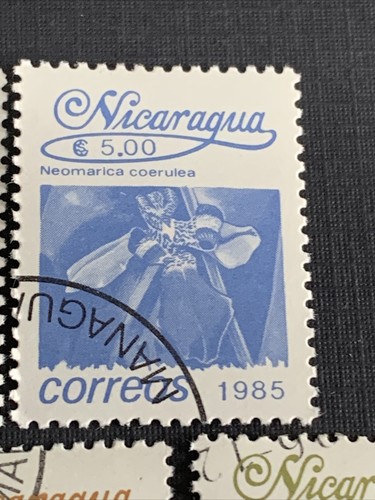 Nicaragua
₡ 5.00
Neomarica coerulea
MANAGUA
correos 1985
Nicar